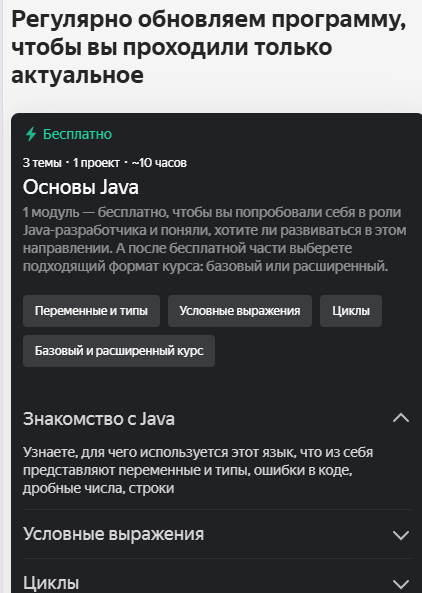 Регулярно обновляем программу,
чтобы вы проходили только
актуальное
Бесплатно
3 темы · 1 проект · ~10 часов
Основы Java
1 модуль — бесплатно, чтобы вы попробовали себя в роли
Java-разработчика и поняли, хотите ли развиваться в этом
направлении. А после бесплатной части выберете
подходящий формат курса: базовый или расширенный.
Переменные и типы
Условные выражения
Циклы
Базовый и расширенный курс
Знакомство с Java
Узнаете, для чего используется этот язык, что из себя
представляют переменные и типы, ошибки в коде,
дробные числа, строки
Условные выражения
Циклы